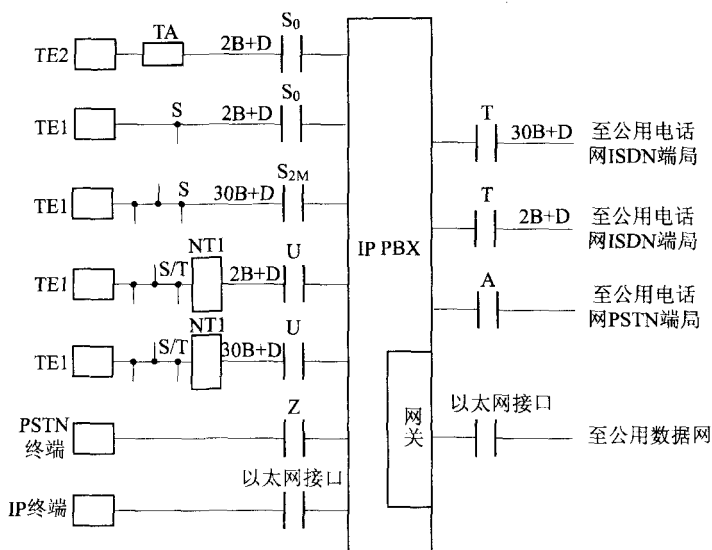 TE2
TA
2B+D
S₀
TE1
S
2B+D
S₀
TE1
S
30B+D
S₂M
TE1
S/T
NT1
2B+D
U
TE1
S/T
NT1
30B+D
U
PSTN
终端
Z
IP终端
以太网接口
IP PBX
网
关
T
30B+D
至公用电话
网ISDN端局
T
2B+D
至公用电话
网ISDN端局
A
至公用电话
网PSTN端局
以太网接口
至公用数据网